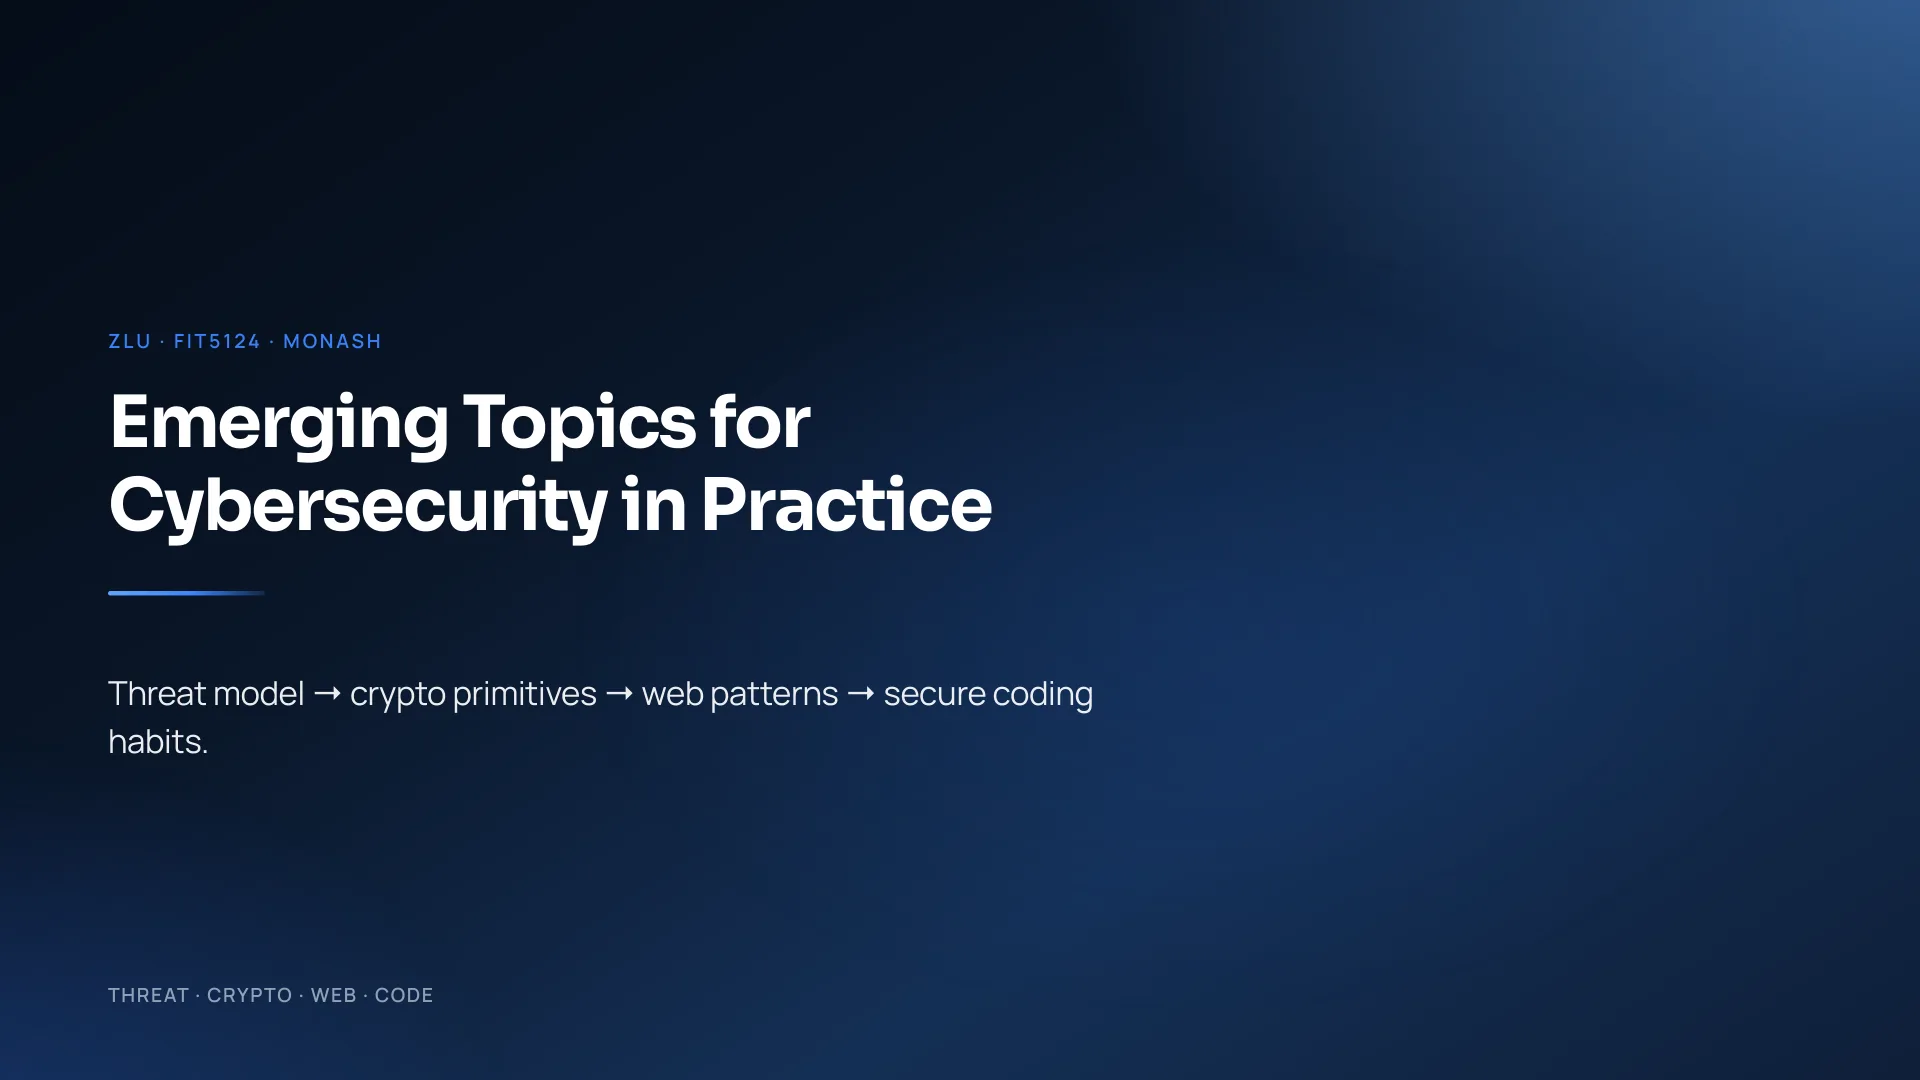 ZLU · FIT5124 · MONASH
Emerging Topics for
Cybersecurity in Practice
Threat model → crypto primitives → web patterns → secure coding
habits.
THREAT · CRYPTO · WEB · CODE